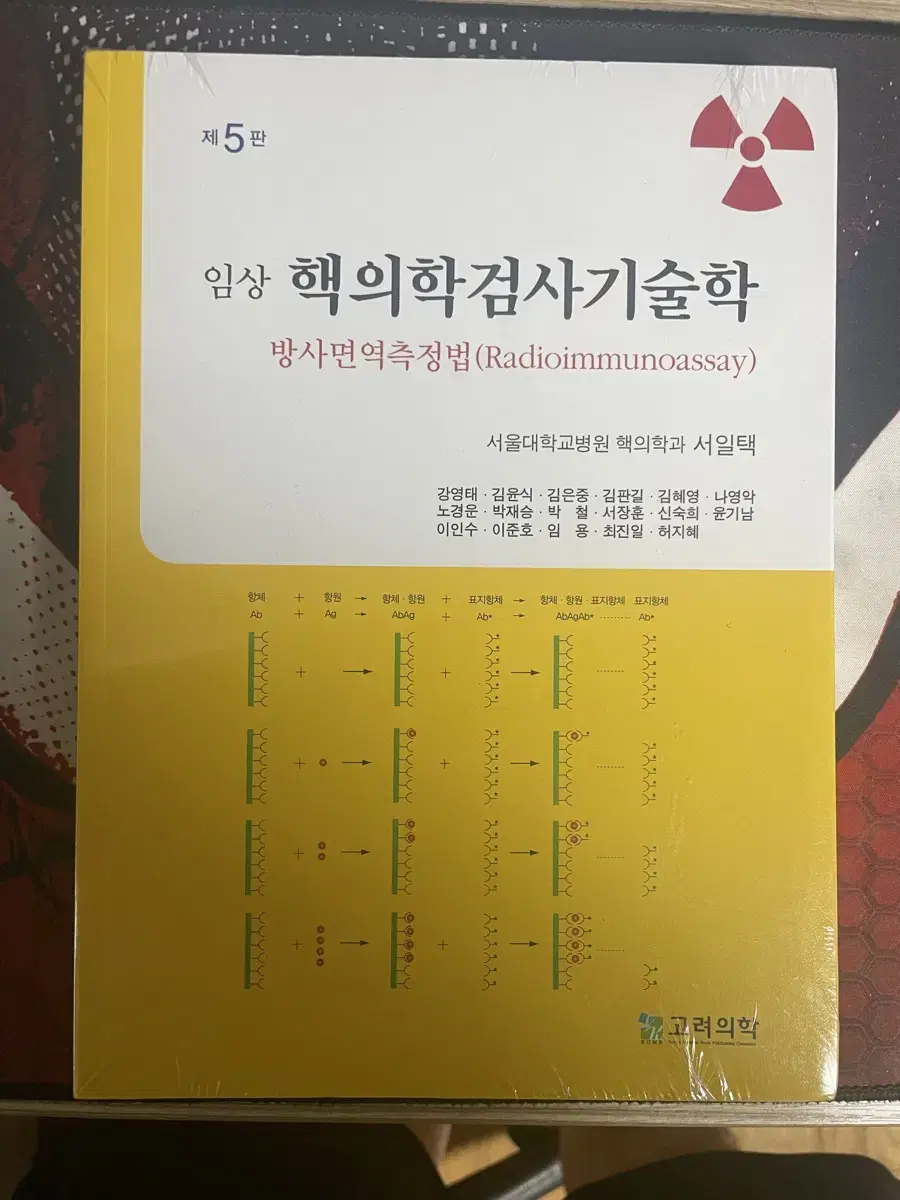 제5판
임상 핵의학검사기술학
방사면역측정법(Radioimmunoassay)
서울대학교병원 핵의학과 서일택
강영태 · 김윤식 · 김은중 · 김판길 · 김혜영 · 나영악
노경운 · 박재승 · 박 철 · 서장훈 · 신숙희 · 윤기남
이인수 · 이준호 · 임 용 · 최진일 · 허지혜
항체 + 항원 → 항체 · 항원 + 표지항체 → 항체 · 항원 · 표지항체 표지항체
Ab + Ag → AbAg + Ab* → AbAgAb* -------- Ab*
고려의학
KOMB